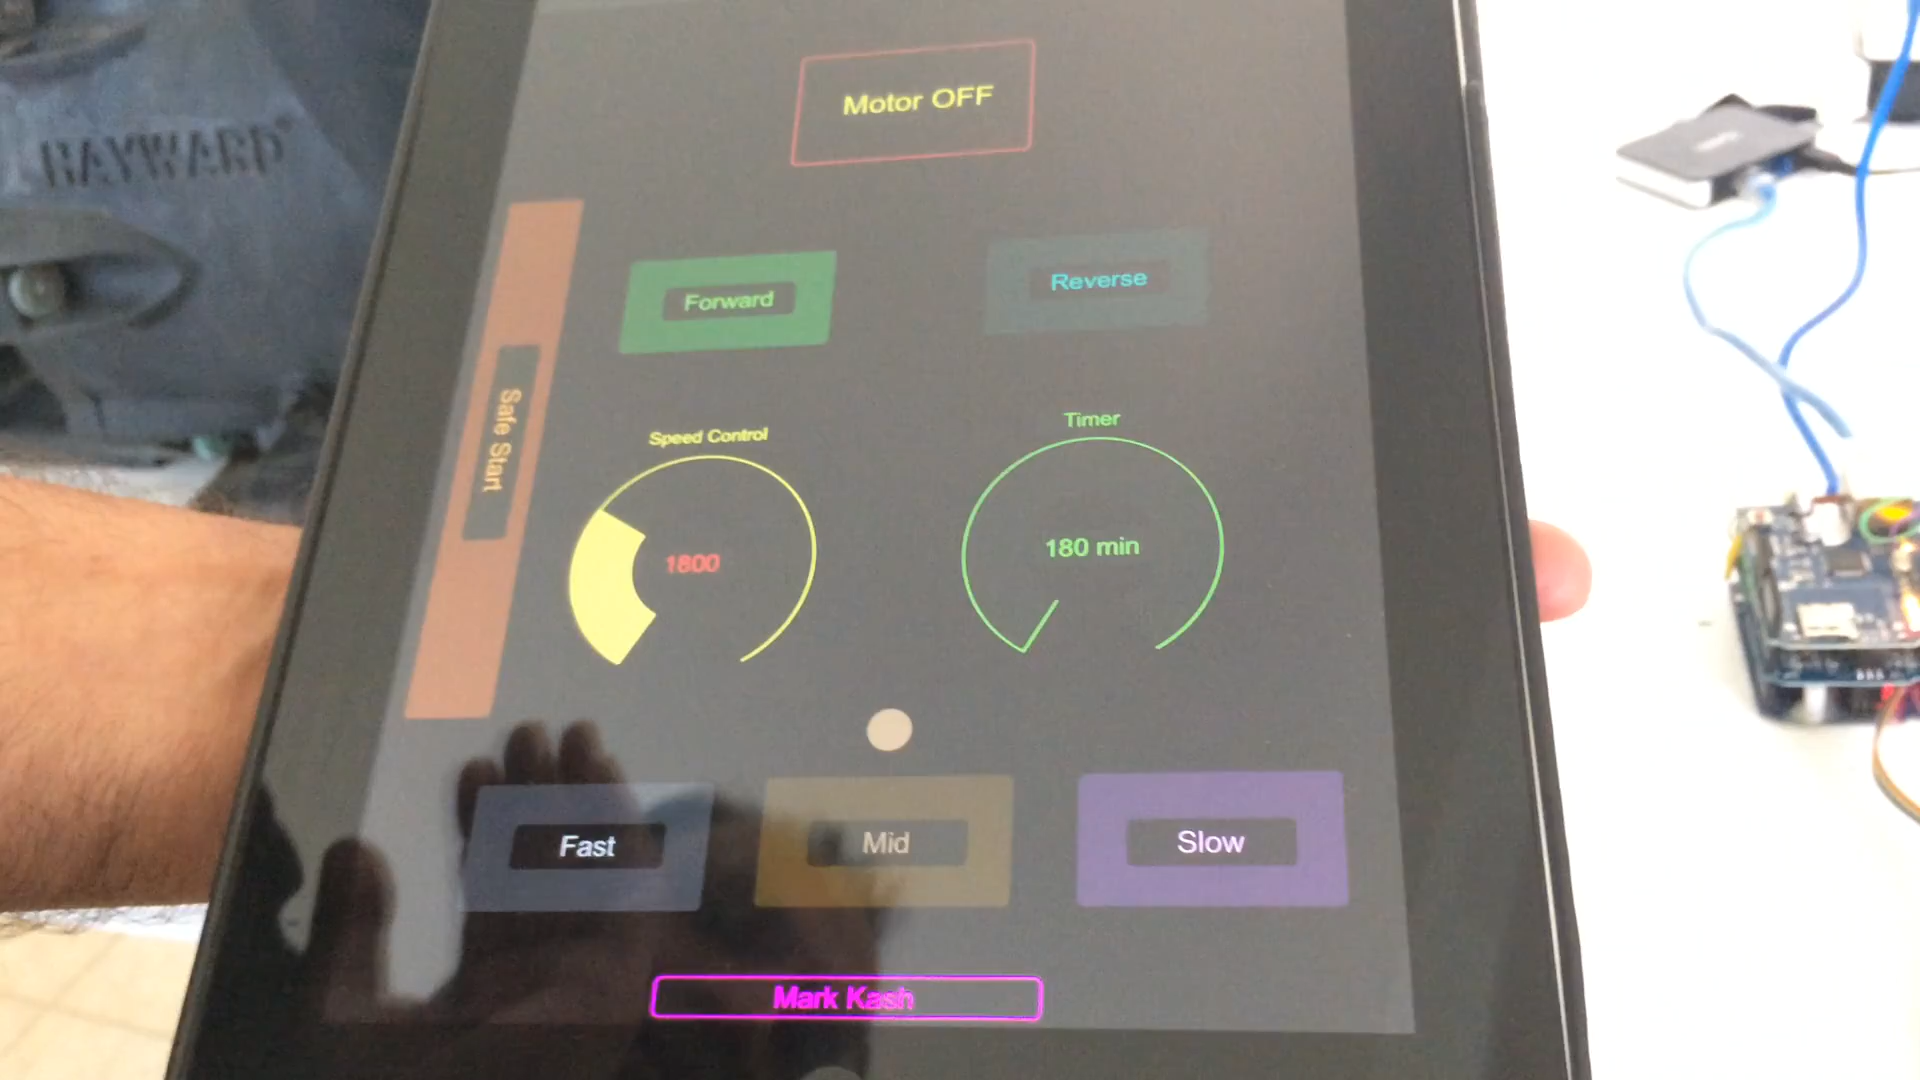 HAYWARD
Motor OFF
Forward
Reverse
Safe Start
Speed Control
Timer
1800
180 min
Fast
Mid
Slow
Mark Kash